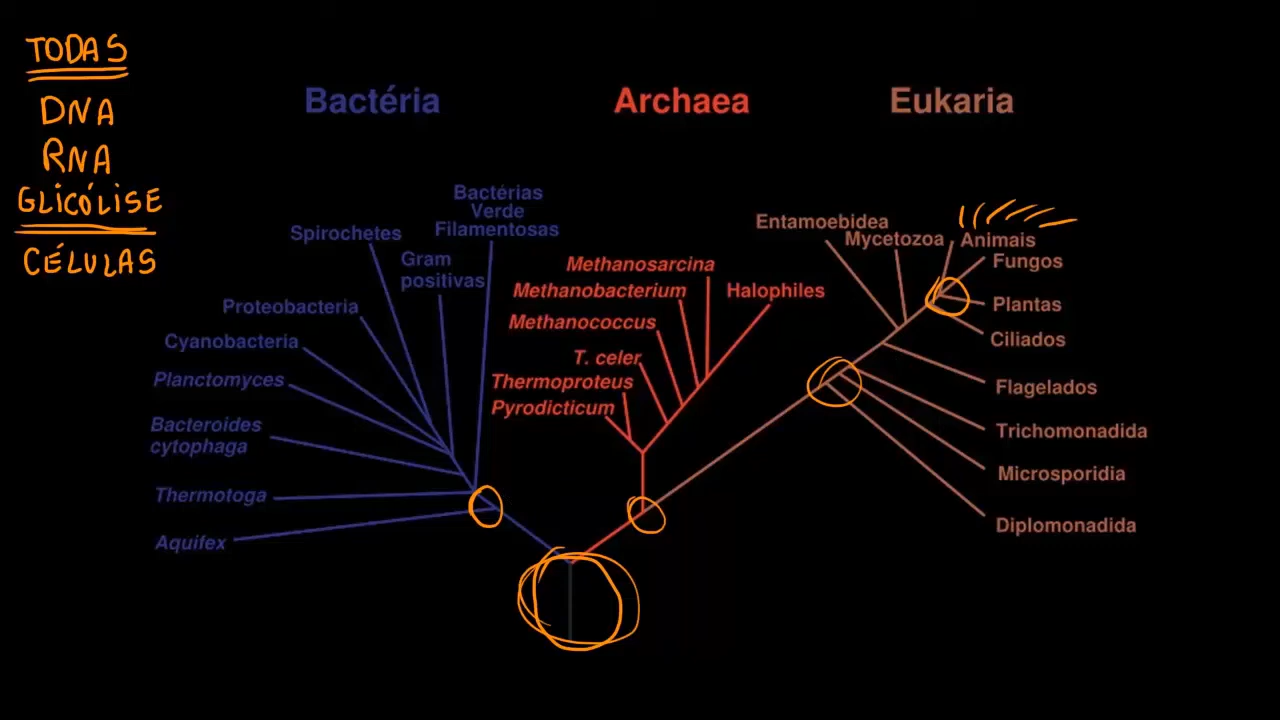 TODAS
DNA
RNA
GLICÓLISE
CÉLULAS
Bactéria
Archaea
Eukaria
Bactérias
Verde
Filamentosas
Spirochetes
Gram
positivas
Proteobacteria
Cyanobacteria
Planctomyces
Bacteroides
cytophaga
Thermotoga
Aquifex
Methanosarcina
Methanobacterium
Halophiles
Methanococcus
T. celer
Thermoproteus
Pyrodicticum
Entamoebidea
Mycetozoa
Animais
Fungos
Plantas
Ciliados
Flagelados
Trichomonadida
Microsporidia
Diplomonadida